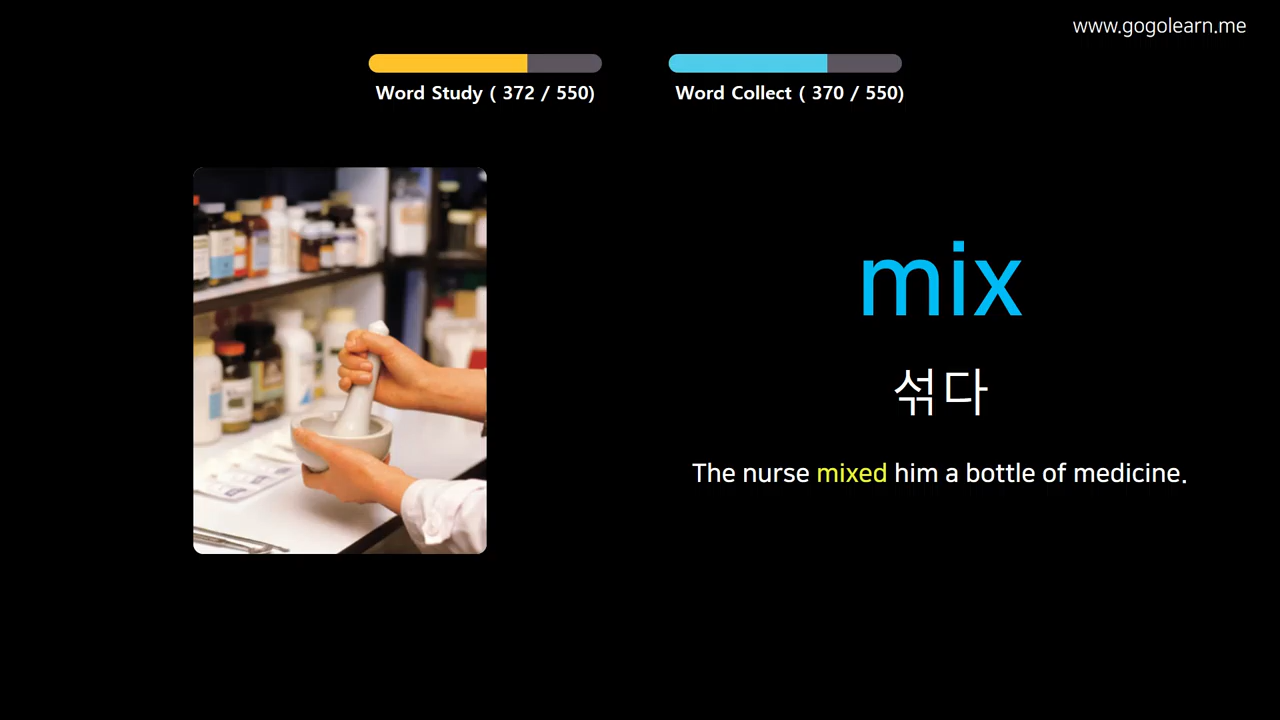 www.gogolearn.me
Word Study ( 372 / 550)
Word Collect ( 370 / 550)
mix
섞다
The nurse mixed him a bottle of medicine.